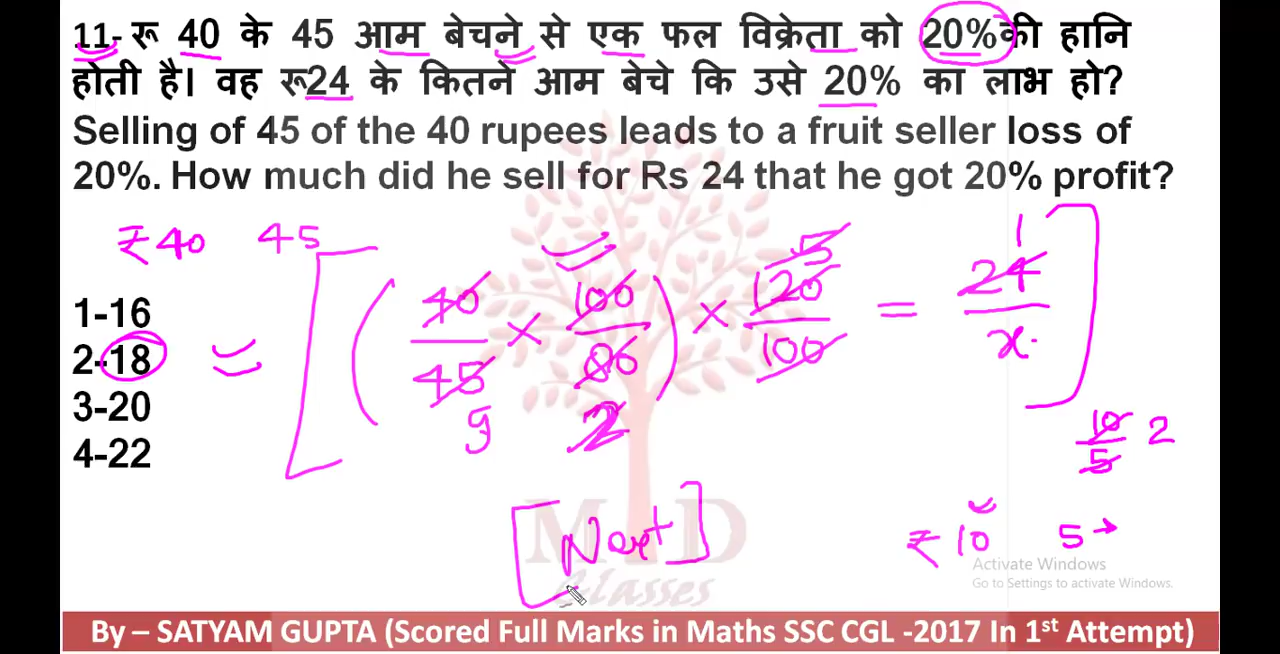 11- रू 40 के 45 आम बेचने से एक फल विक्रेता को 20%की हानि
होती है। वह रू24 के कितने आम बेचे कि उसे 20% का लाभ हो?
Selling of 45 of the 40 rupees leads to a fruit seller loss of
20%. How much did he sell for Rs 24 that he got 20% profit?
₹40 45
1-16
2-18
3-20
4-22
= [(40/45 × 100/80) × 120/100 = 24/x]
5
1
9
2
10/5 2
[Next]
₹10 5→
M D
Classes
Activate Windows
Go to Settings to activate Windows.
By – SATYAM GUPTA (Scored Full Marks in Maths SSC CGL -2017 In 1st Attempt)